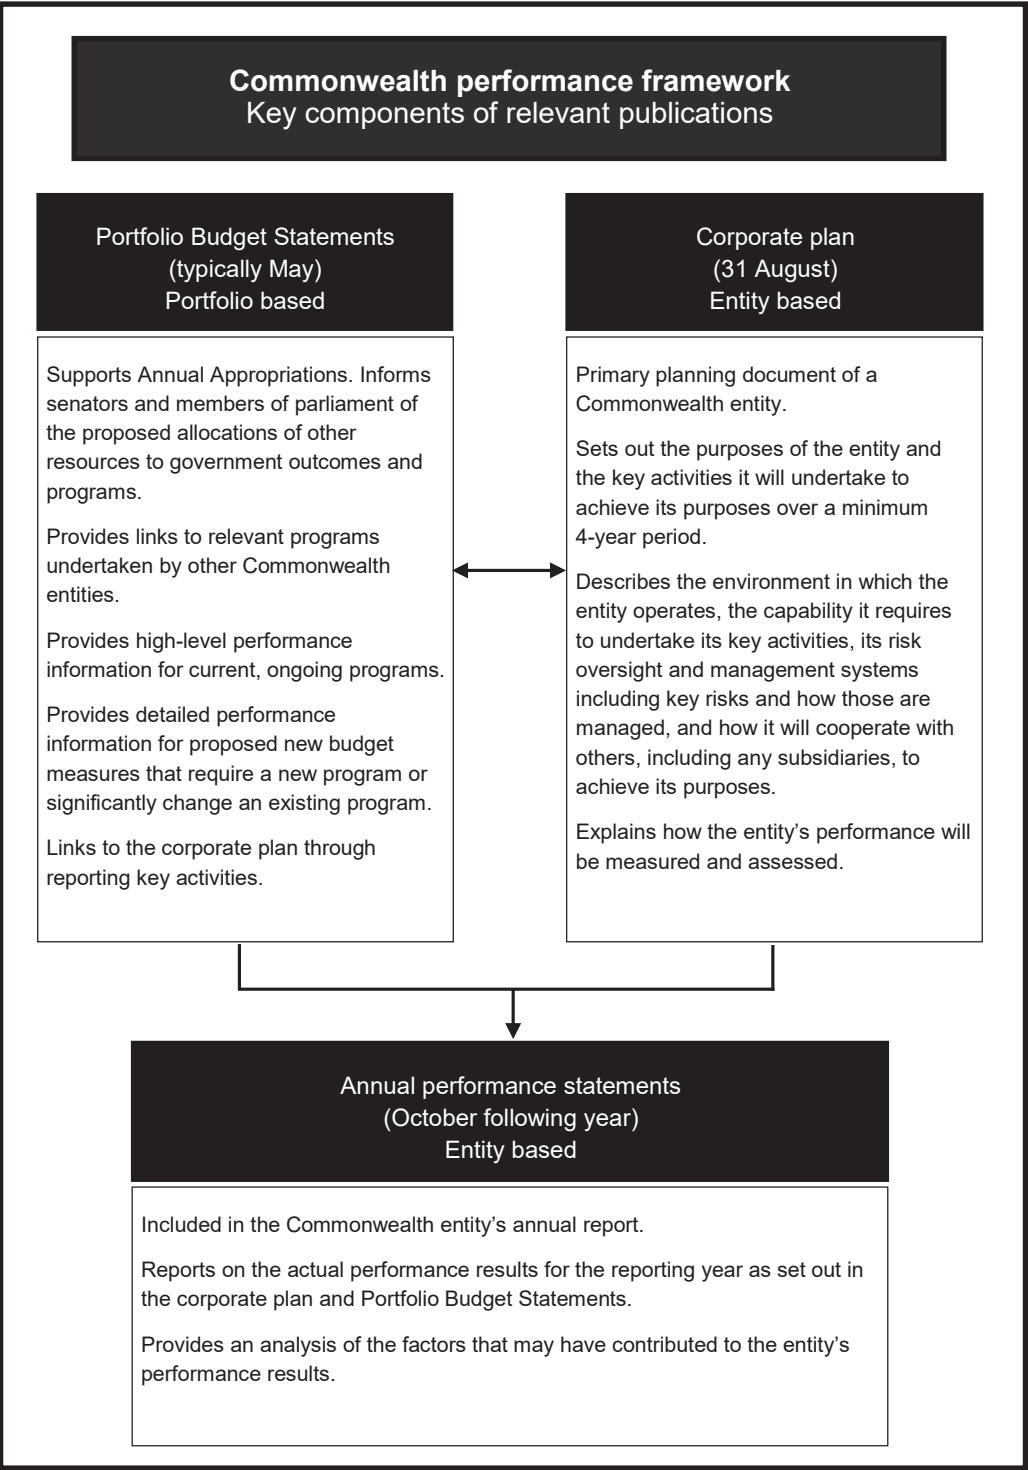 Commonwealth performance framework
Key components of relevant publications
Portfolio Budget Statements
(typically May)
Portfolio based
Supports Annual Appropriations. Informs
senators and members of parliament of
the proposed allocations of other
resources to government outcomes and
programs.
Provides links to relevant programs
undertaken by other Commonwealth
entities.
Provides high-level performance
information for current, ongoing programs.
Provides detailed performance
information for proposed new budget
measures that require a new program or
significantly change an existing program.
Links to the corporate plan through
reporting key activities.
Corporate plan
(31 August)
Entity based
Primary planning document of a
Commonwealth entity.
Sets out the purposes of the entity and
the key activities it will undertake to
achieve its purposes over a minimum
4-year period.
Describes the environment in which the
entity operates, the capability it requires
to undertake its key activities, its risk
oversight and management systems
including key risks and how those are
managed, and how it will cooperate with
others, including any subsidiaries, to
achieve its purposes.
Explains how the entity’s performance will
be measured and assessed.
Annual performance statements
(October following year)
Entity based
Included in the Commonwealth entity’s annual report.
Reports on the actual performance results for the reporting year as set out in
the corporate plan and Portfolio Budget Statements.
Provides an analysis of the factors that may have contributed to the entity’s
performance results.